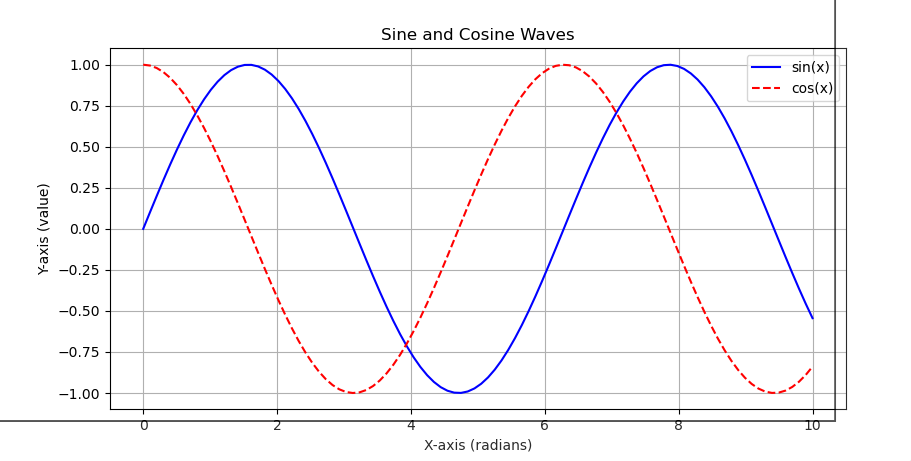 Sine and Cosine Waves
sin(x)
cos(x)
Y-axis (value)
1.00
0.75
0.50
0.25
0.00
−0.25
−0.50
−0.75
−1.00
0 2 4 6 8 10
X-axis (radians)